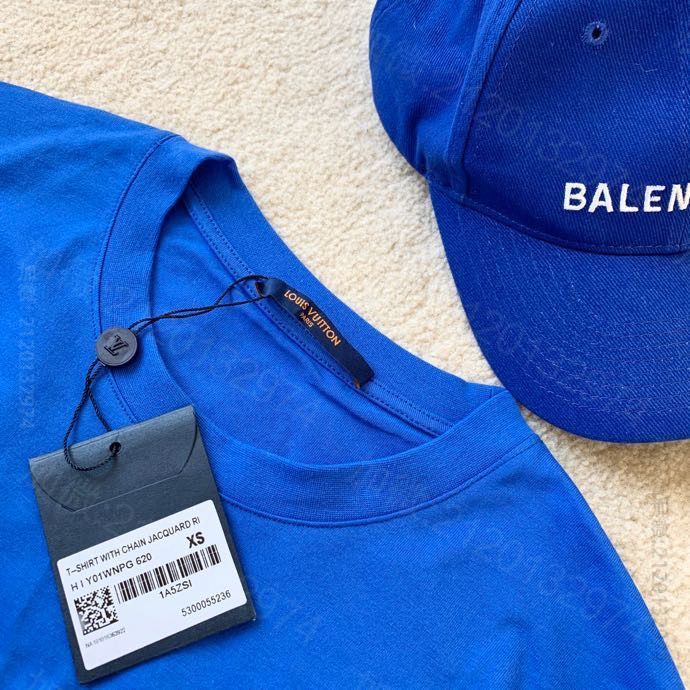 BALEN
LOUIS VUITTON
PARIS
T-SHIRT WITH CHAIN JACQUARD RI
H I Y01WNPG 620
XS
1A5ZSI
5300055236